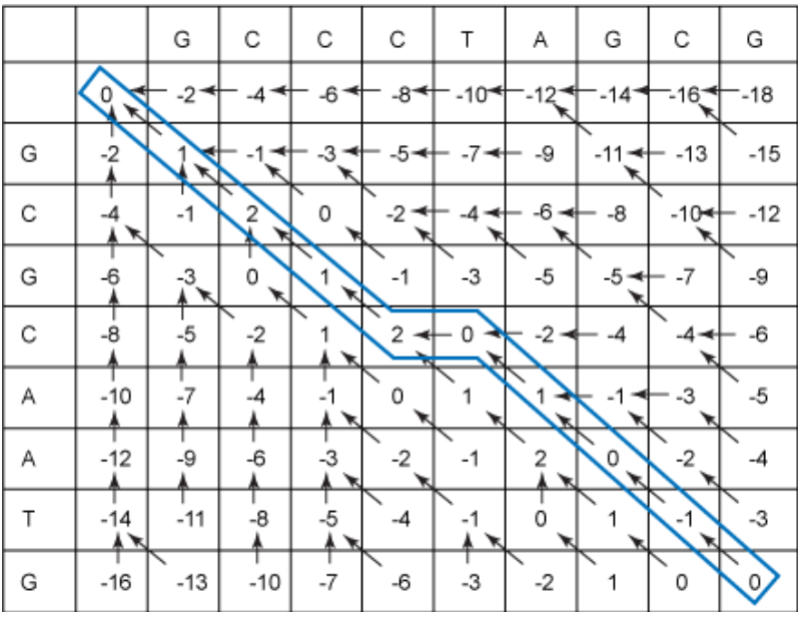 G C C C T A G C G
0 -2 -4 -6 -8 -10 -12 -14 -16 -18
G -2 1 -1 -3 -5 -7 -9 -11 -13 -15
C -4 -1 2 0 -2 -4 -6 -8 -10 -12
G -6 -3 0 1 -1 -3 -5 -5 -7 -9
C -8 -5 -2 1 2 0 -2 -4 -4 -6
A -10 -7 -4 -1 0 1 1 -1 -3 -5
A -12 -9 -6 -3 -2 -1 2 0 -2 -4
T -14 -11 -8 -5 -4 -1 0 1 -1 -3
G -16 -13 -10 -7 -6 -3 -2 1 0 0